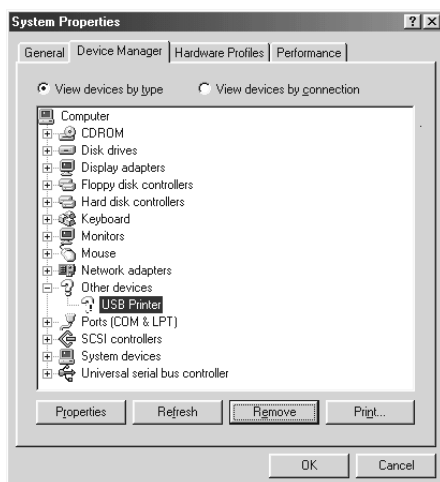 System Properties
General Device Manager Hardware Profiles Performance
View devices by type View devices by connection
Computer
CDROM
Disk drives
Display adapters
Floppy disk controllers
Hard disk controllers
Keyboard
Monitors
Mouse
Network adapters
Other devices
USB Printer
Ports (COM & LPT)
SCSI controllers
System devices
Universal serial bus controller
Properties Refresh Remove Print...
OK Cancel